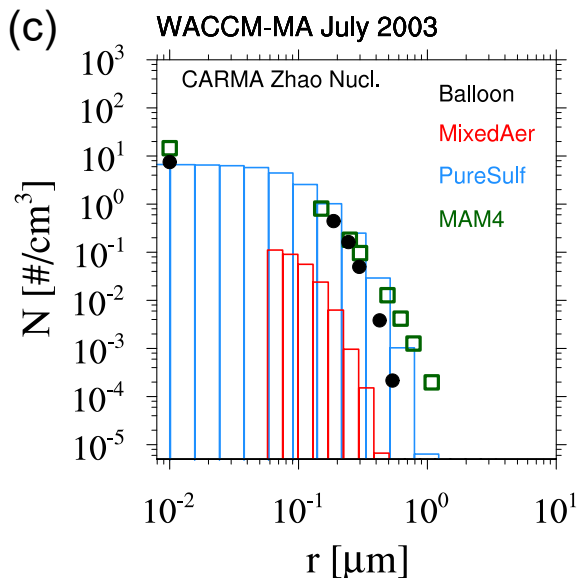 (c)
WACCM-MA July 2003
CARMA Zhao Nucl.
Balloon
MixedAer
PureSulf
MAM4
N [#/cm³]
10³
10²
10¹
10⁰
10⁻¹
10⁻²
10⁻³
10⁻⁴
10⁻⁵
10⁻² 10⁻¹ 10⁰ 10¹
r [μm]